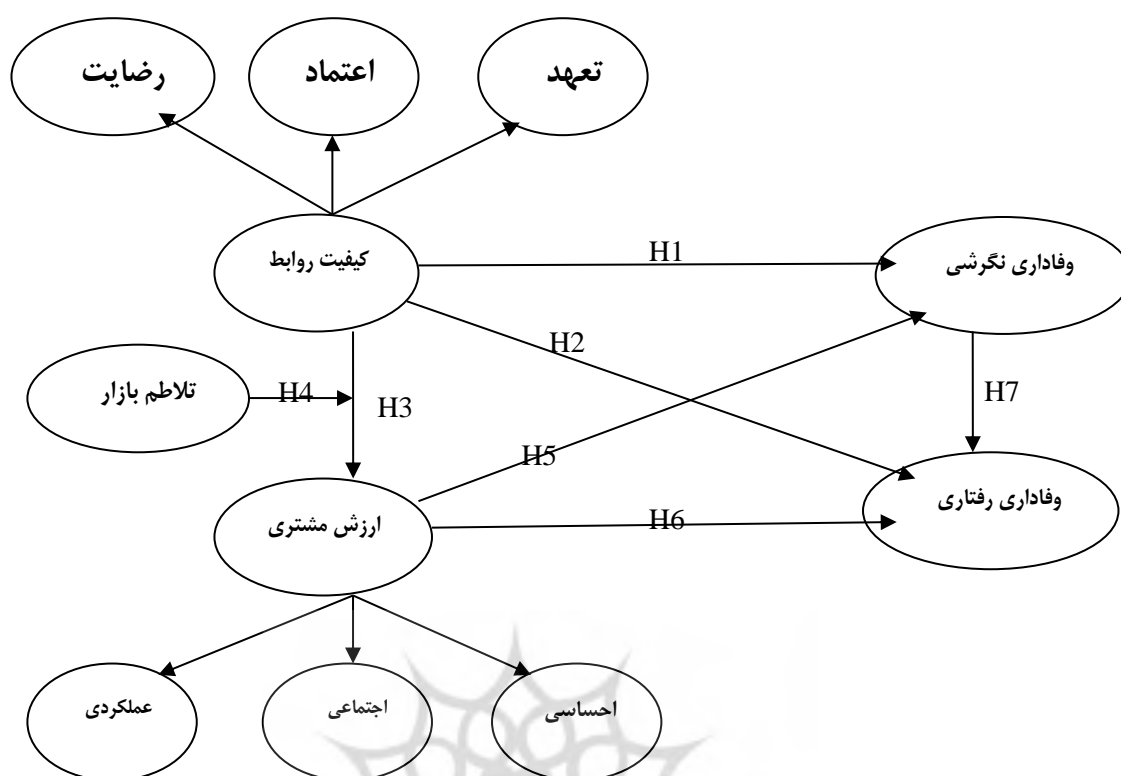 تعهد
اعتماد
رضایت
کیفیت روابط
H1
وفاداری نگرشی
H2
تلاطم بازار
H4
H3
H7
H5
ارزش مشتری
H6
وفاداری رفتاری
احساسی
اجتماعی
عملکردی